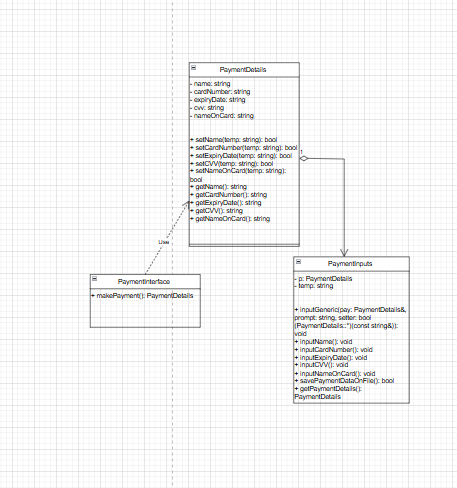 PaymentDetails
- name: string
- cardNumber: string
- expiryDate: string
- cvv: string
- nameOnCard: string
+ setName(temp: string): bool
+ setCardNumber(temp: string): bool
+ setExpiryDate(temp: string): bool
+ setCVV(temp: string): bool
+ setNameOnCard(temp: string):
bool
+ getName(): string
+ getCardNumber(): string
+ getExpiryDate(): string
+ getCVV(): string
+ getNameOnCard(): string
1
Use
PaymentInterface
+ makePayment(): PaymentDetails
PaymentInputs
- p: PaymentDetails
- temp: string
+ inputGeneric(pay: PaymentDetails&,
prompt: string, setter: bool
(PaymentDetails::*)(const string&)):
void
+ inputName(): void
+ inputCardNumber(): void
+ inputExpiryDate(): void
+ inputCVV(): void
+ inputNameOnCard(): void
+ savePaymentDataOnFile(): bool
+ getPaymentDetails():
PaymentDetails